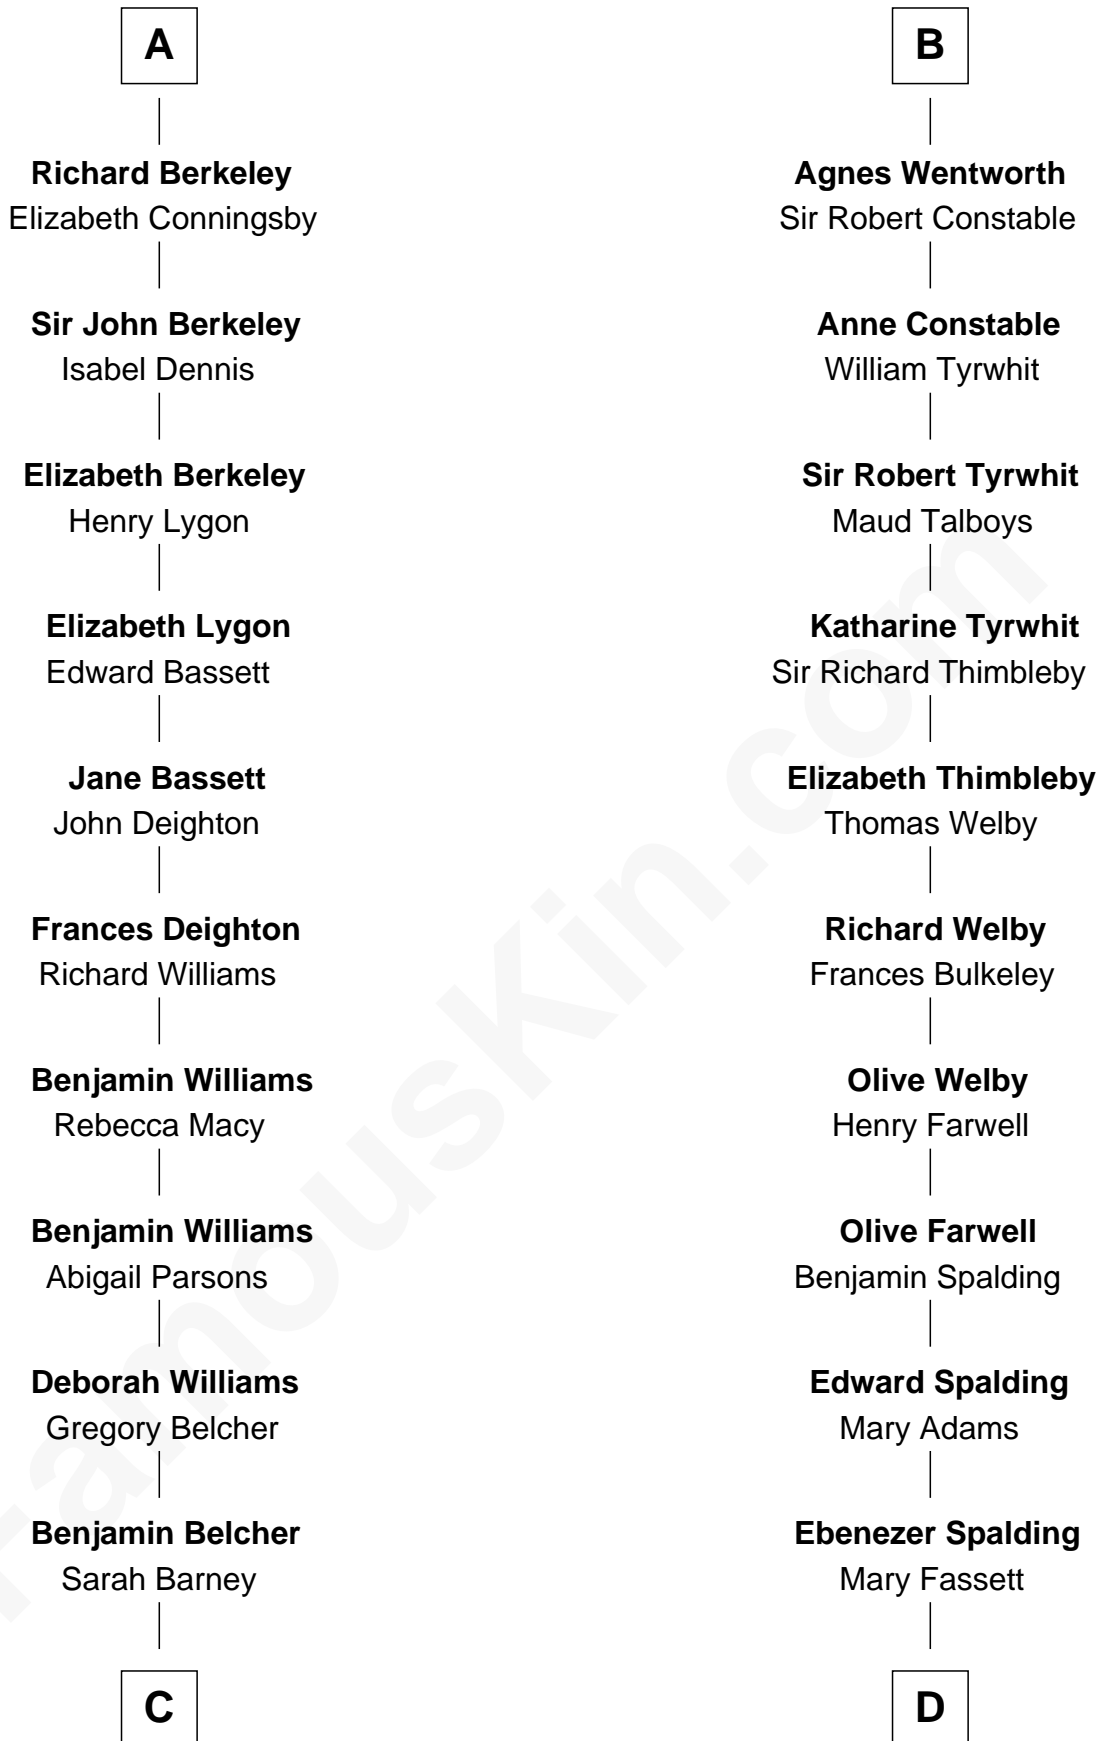 A
Richard Berkeley
Elizabeth Conningsby
Sir John Berkeley
Isabel Dennis
Elizabeth Berkeley
Henry Lygon
Elizabeth Lygon
Edward Bassett
Jane Bassett
John Deighton
Frances Deighton
Richard Williams
Benjamin Williams
Rebecca Macy
Benjamin Williams
Abigail Parsons
Deborah Williams
Gregory Belcher
Benjamin Belcher
Sarah Barney
C
B
Agnes Wentworth
Sir Robert Constable
Anne Constable
William Tyrwhit
Sir Robert Tyrwhit
Maud Talboys
Katharine Tyrwhit
Sir Richard Thimbleby
Elizabeth Thimbleby
Thomas Welby
Richard Welby
Frances Bulkeley
Olive Welby
Henry Farwell
Olive Farwell
Benjamin Spalding
Edward Spalding
Mary Adams
Ebenezer Spalding
Mary Fassett
D
FamousKin.com